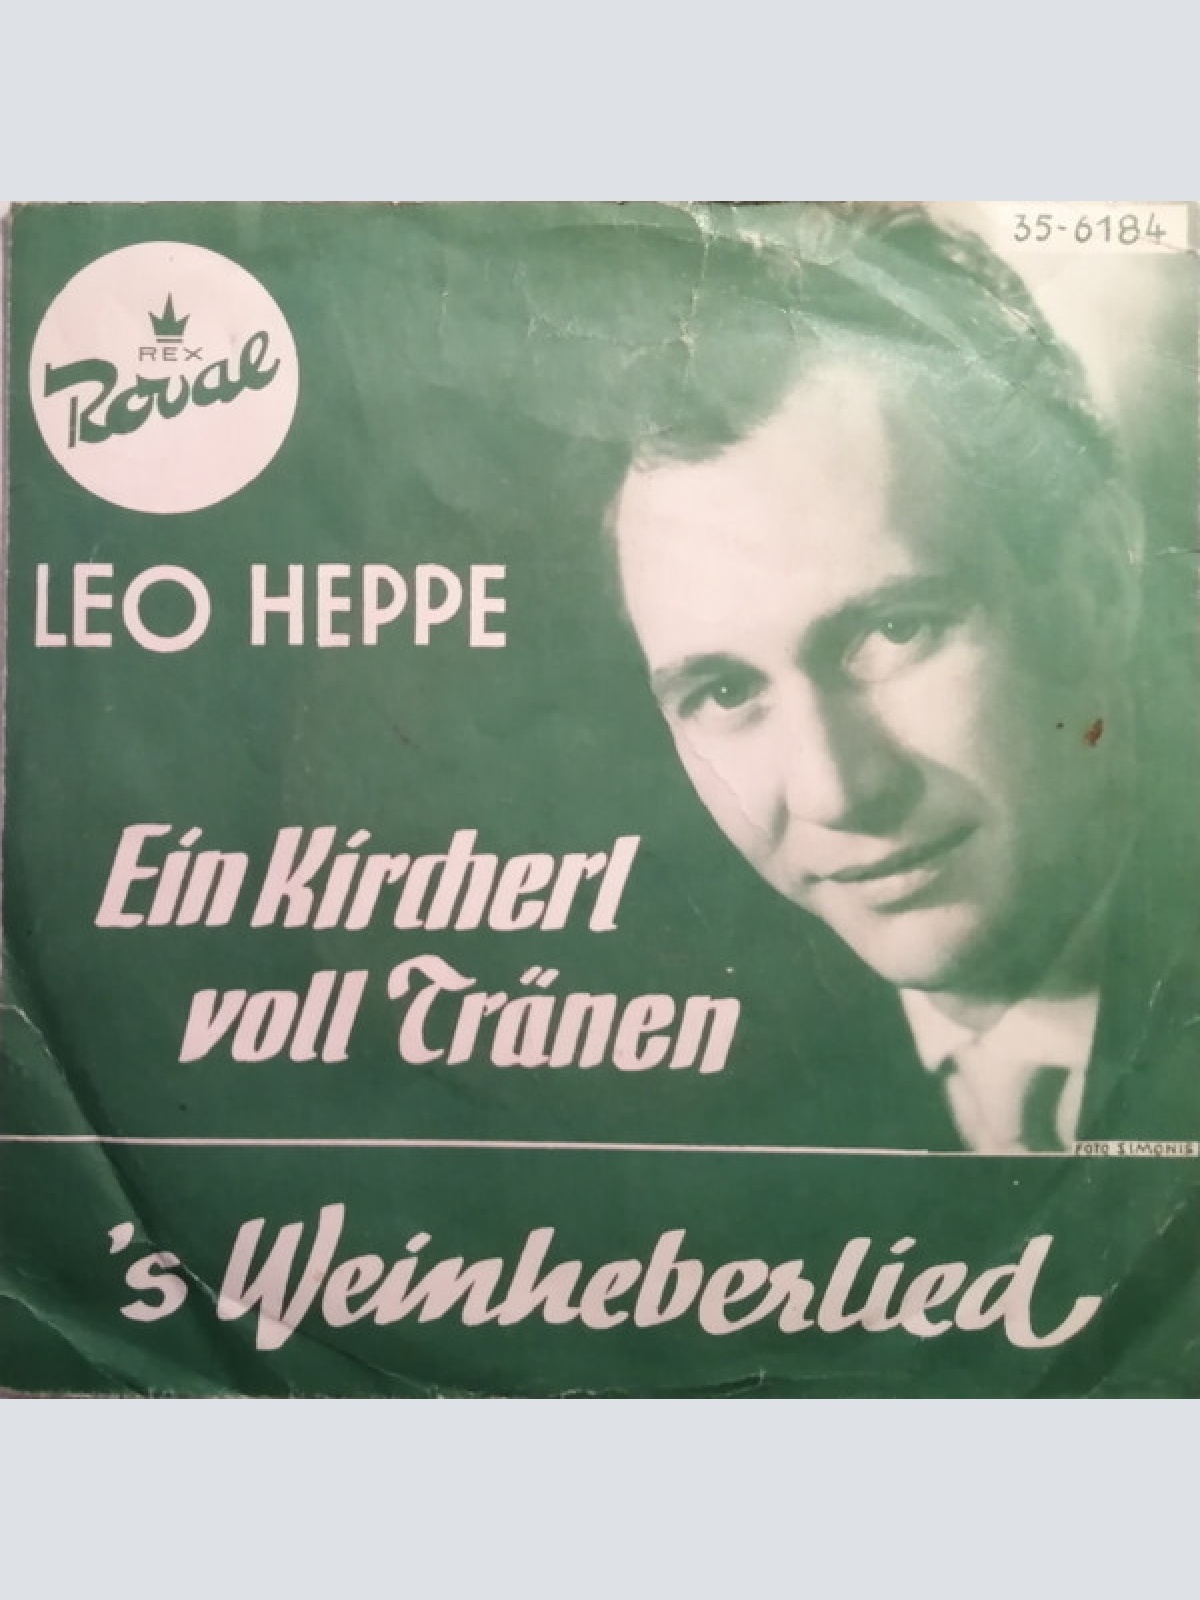 35-6184
REX
Royal
LEO HEPPE
Ein Kircherl
voll Tränen
FOTO SIMONIS
's Weinheberlied